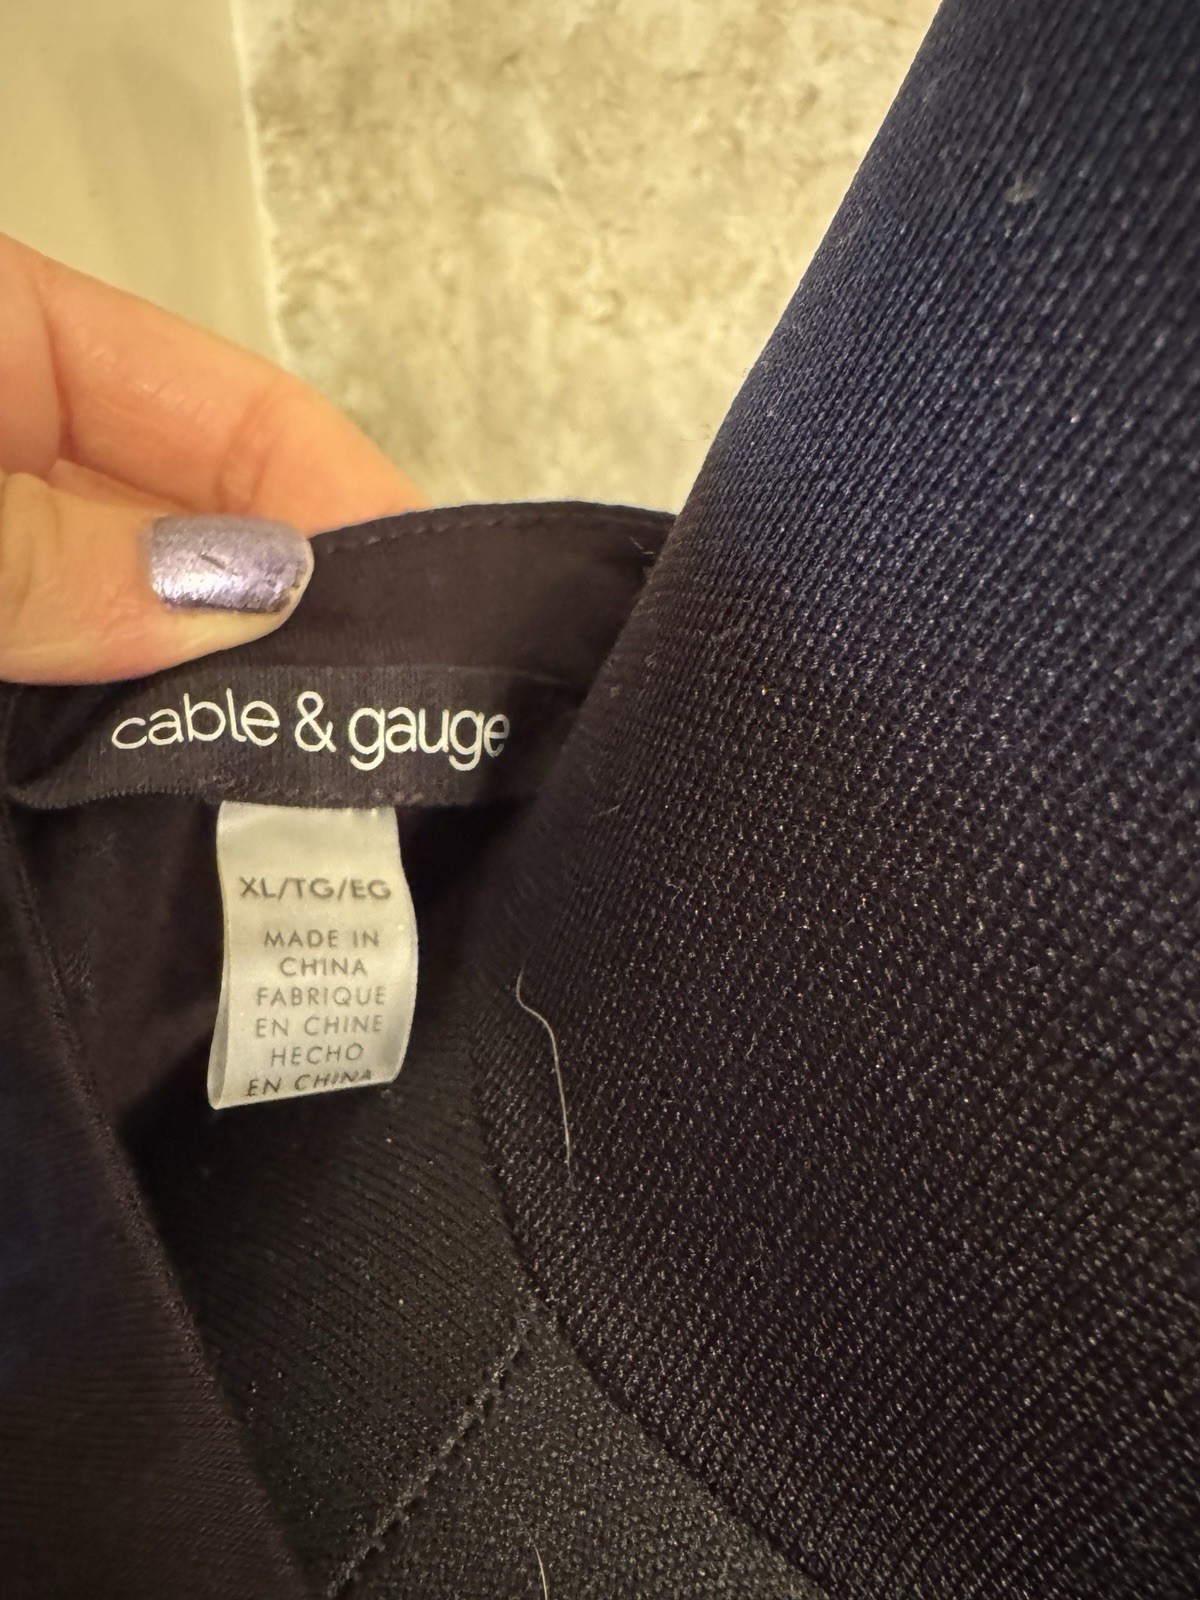 cable & gauge
XL/TG/EG
MADE IN
CHINA
FABRIQUE
EN CHINE
HECHO
EN CHINA